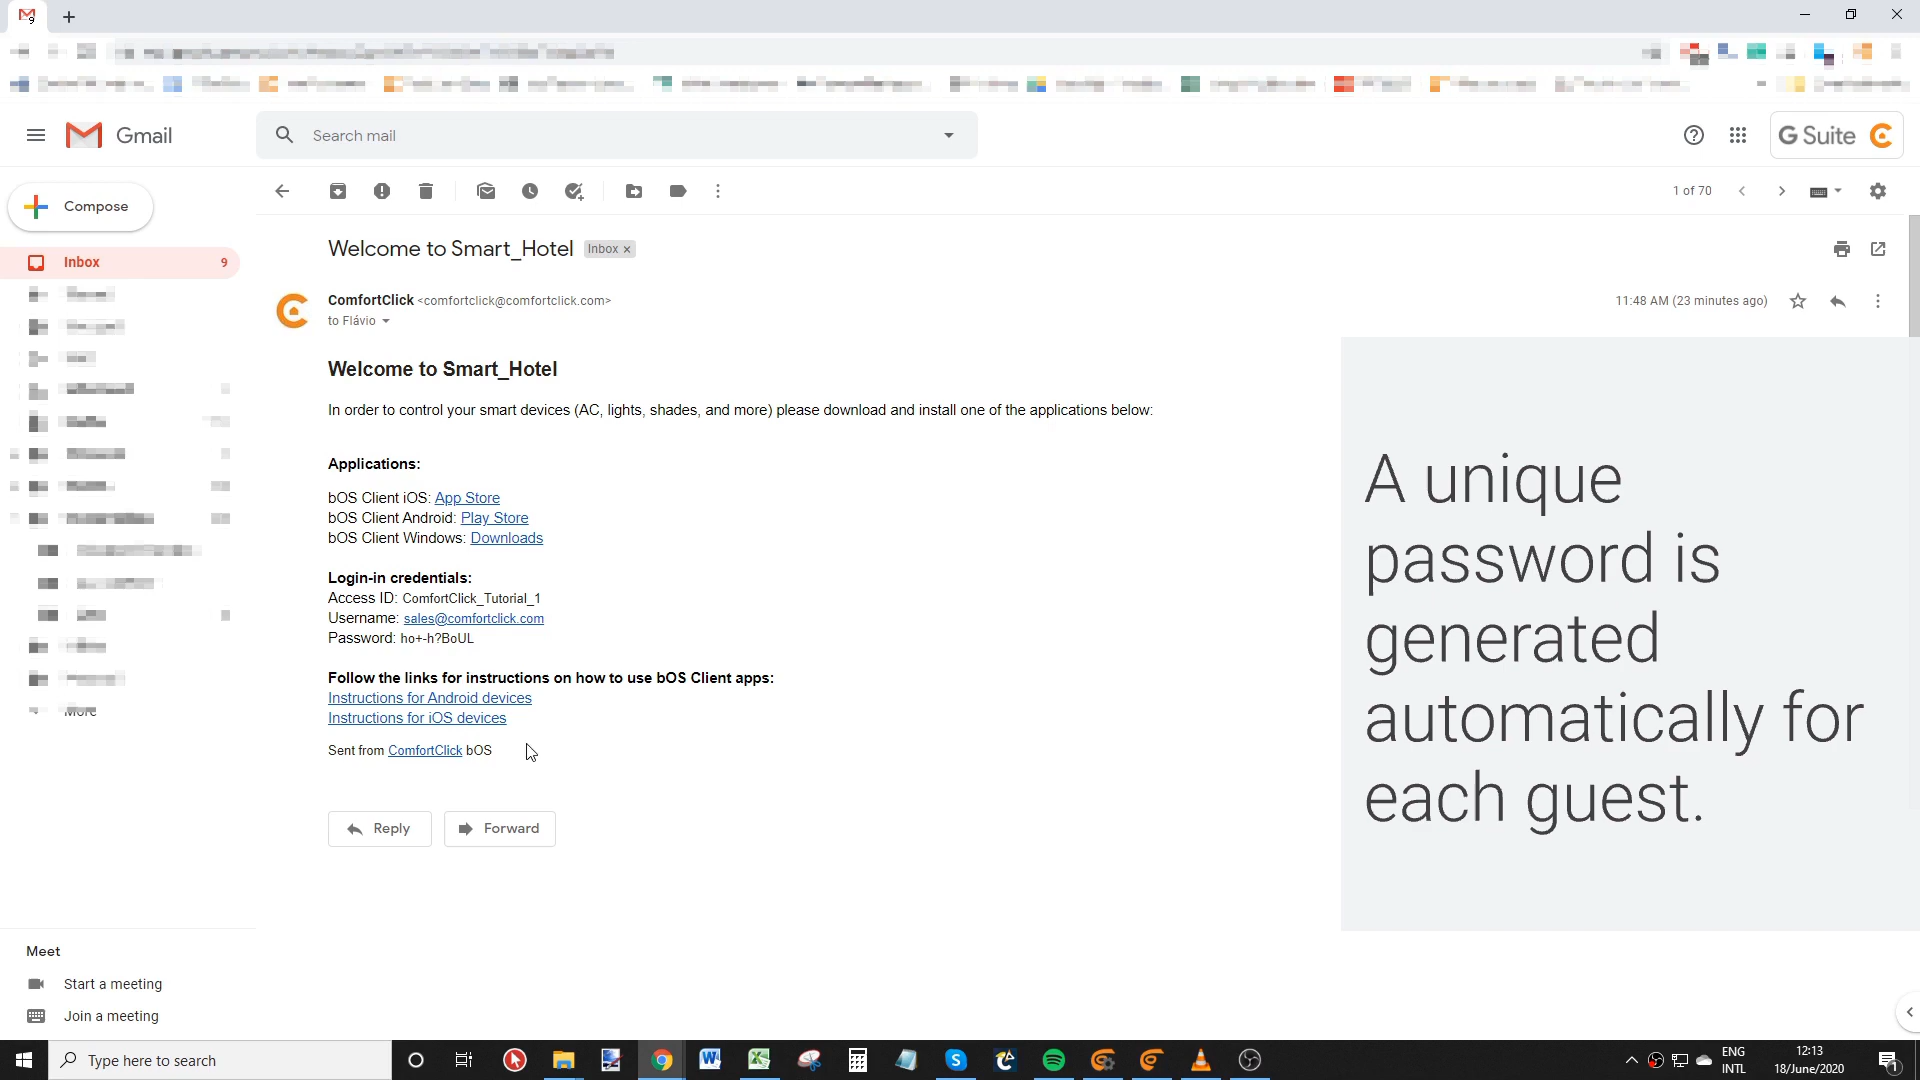 9
Gmail
Search mail
G Suite
1 of 70
Compose
Inbox 9
More
Welcome to Smart_Hotel Inbox ×
ComfortClick <comfortclick@comfortclick.com>
11:48 AM (23 minutes ago)
to Flávio
Welcome to Smart_Hotel
In order to control your smart devices (AC, lights, shades, and more) please download and install one of the applications below:
Applications:
bOS Client iOS: App Store
bOS Client Android: Play Store
bOS Client Windows: Downloads
Login-in credentials:
Access ID: ComfortClick_Tutorial_1
Username: sales@comfortclick.com
Password: ho+-h?BoUL
Follow the links for instructions on how to use bOS Client apps:
Instructions for Android devices
Instructions for iOS devices
Sent from ComfortClick bOS
Reply
Forward
A unique
password is
generated
automatically for
each guest.
Meet
Start a meeting
Join a meeting
Type here to search
ENG
INTL
12:13
18/June/2020
1